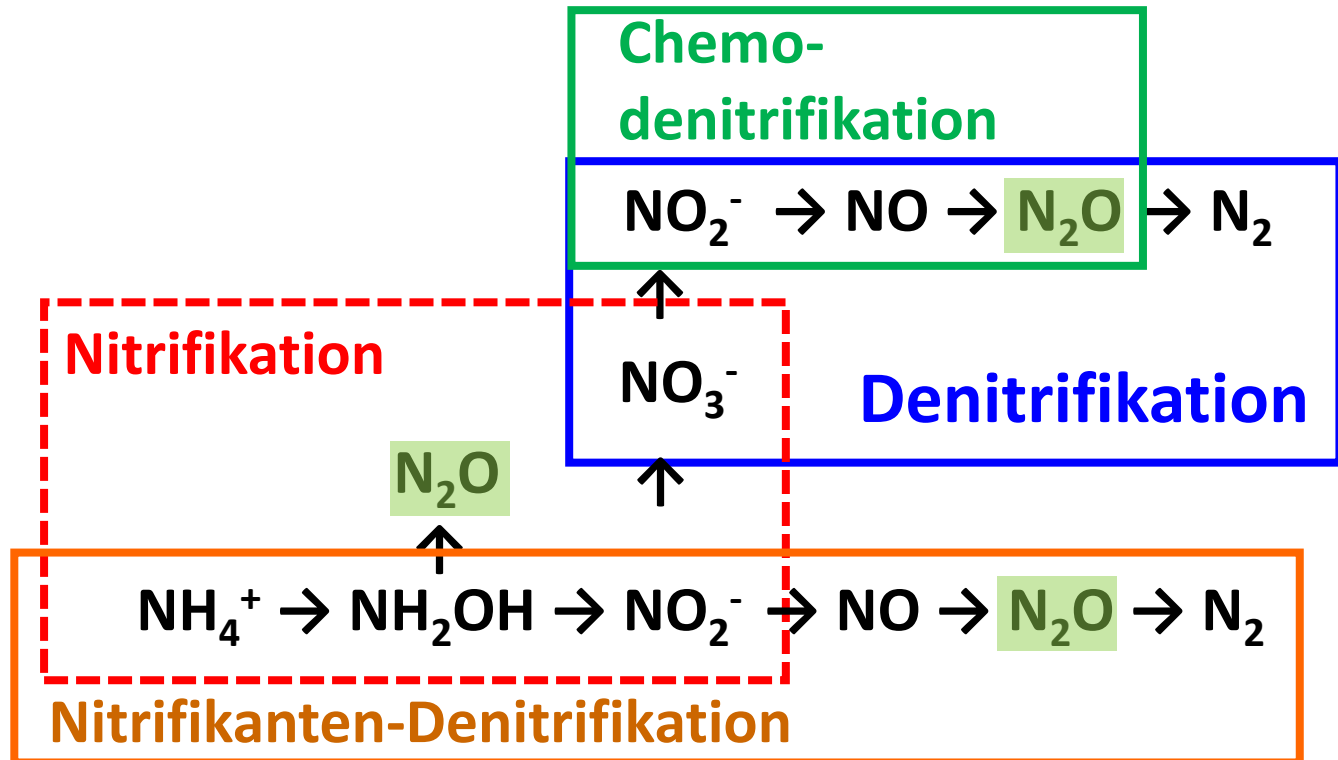 Chemo-
denitrifikation
NO₂⁻ → NO → N₂O → N₂
↑
Nitrifikation
NO₃⁻
Denitrifikation
N₂O
↑
↑
NH₄⁺ → NH₂OH → NO₂⁻ → NO → N₂O → N₂
Nitrifikanten-Denitrifikation